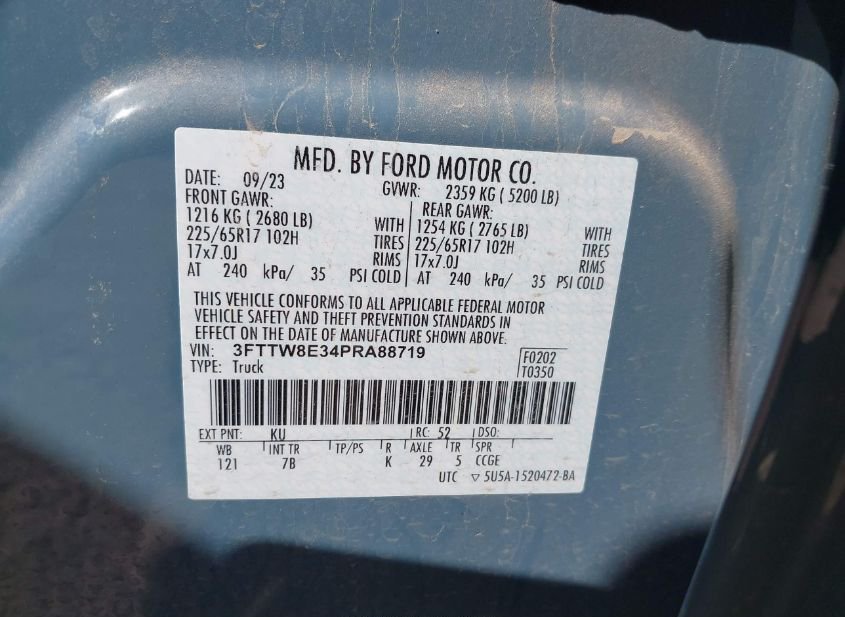 MFD. BY FORD MOTOR CO.
DATE: 09/23 GVWR: 2359 KG ( 5200 LB)
FRONT GAWR: REAR GAWR:
1216 KG ( 2680 LB) WITH 1254 KG ( 2765 LB) WITH
225/65R17 102H TIRES 225/65R17 102H TIRES
17x7.0J RIMS 17x7.0J RIMS
AT 240 kPa/ 35 PSI COLD AT 240 kPa/ 35 PSI COLD
THIS VEHICLE CONFORMS TO ALL APPLICABLE FEDERAL MOTOR
VEHICLE SAFETY AND THEFT PREVENTION STANDARDS IN
EFFECT ON THE DATE OF MANUFACTURE SHOWN ABOVE.
VIN: 3FTTW8E34PRA88719 F0202
TYPE: Truck T0350
EXT PNT: KU RC: 52 DSO:
WB INT TR TP/PS R AXLE TR SPR
121 7B K 29 5 CCGE
UTC ▽ 5U5A-1520472-BA